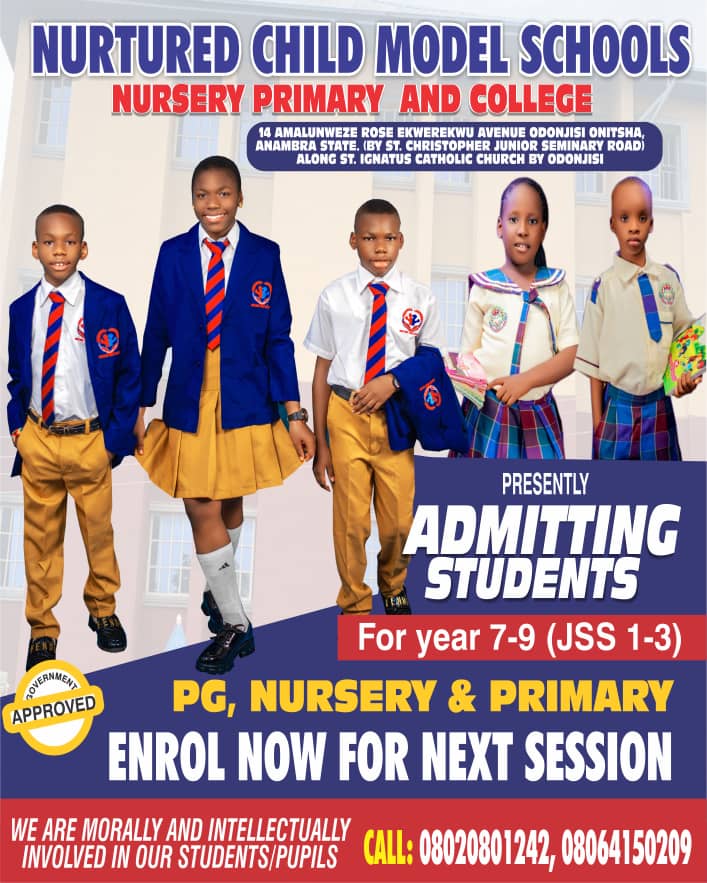 NURTURED CHILD MODEL SCHOOLS
NURSERY PRIMARY AND COLLEGE
14 AMALUNWEZE ROSE EKWEREKWU AVENUE ODONJISI ONITSHA,
ANAMBRA STATE. (BY ST. CHRISTOPHER JUNIOR SEMINARY ROAD)
ALONG ST. IGNATUS CATHOLIC CHURCH BY ODONJISI
PRESENTLY
ADMITTING
STUDENTS
For year 7-9 (JSS 1-3)
GOVERNMENT
APPROVED
PG, NURSERY & PRIMARY
ENROL NOW FOR NEXT SESSION
WE ARE MORALLY AND INTELLECTUALLY
INVOLVED IN OUR STUDENTS/PUPILS
CALL: 08020801242, 08064150209